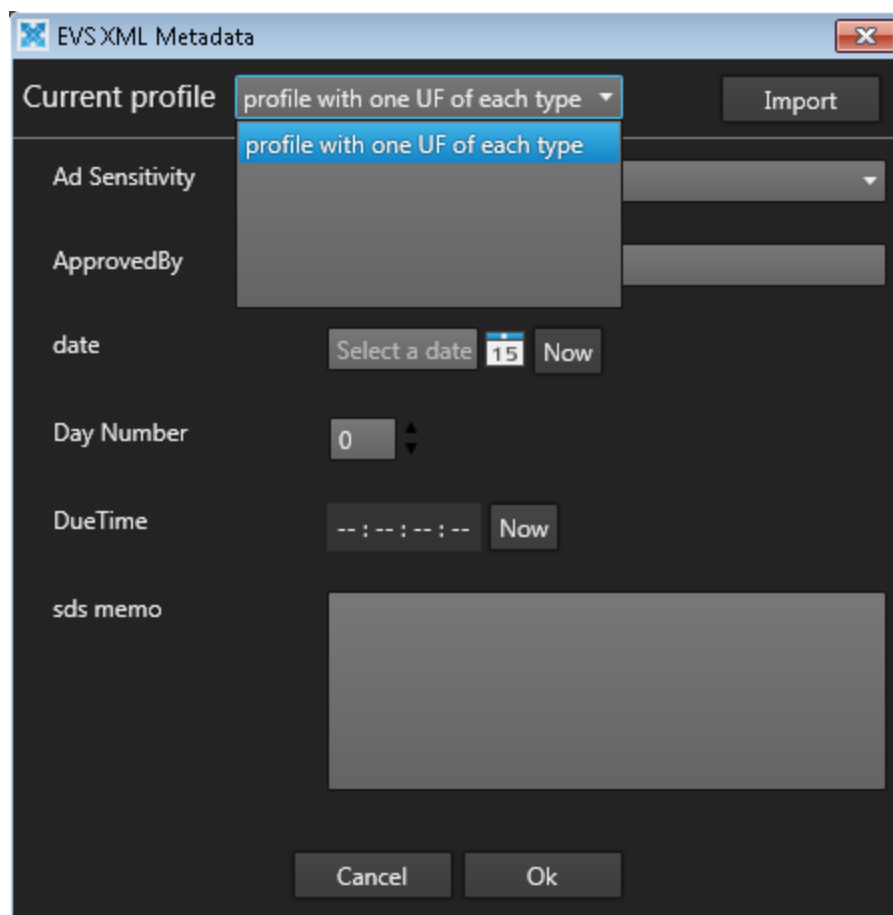 EVS XML Metadata
Current profile profile with one UF of each type Import
profile with one UF of each type
Ad Sensitivity
ApprovedBy
date Select a date 15 Now
Day Number 0
DueTime -- : -- : -- : -- Now
sds memo
Cancel Ok